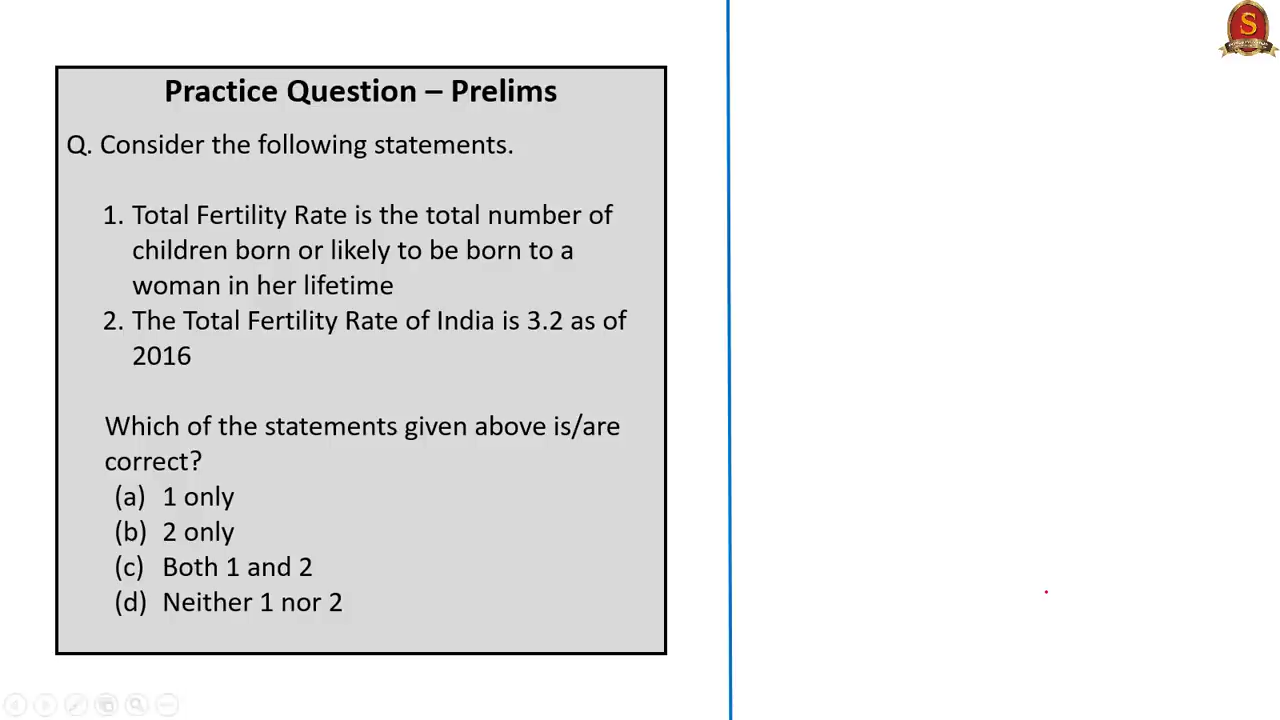 Practice Question – Prelims
Q. Consider the following statements.
1. Total Fertility Rate is the total number of
children born or likely to be born to a
woman in her lifetime
2. The Total Fertility Rate of India is 3.2 as of
2016
Which of the statements given above is/are
correct?
(a) 1 only
(b) 2 only
(c) Both 1 and 2
(d) Neither 1 nor 2
S